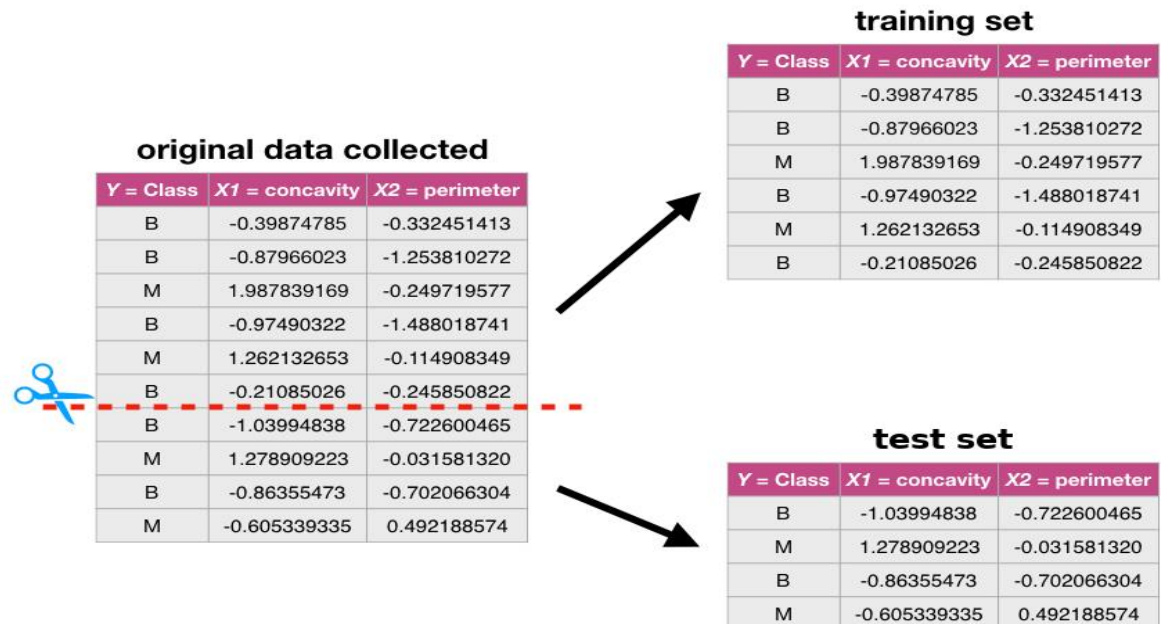 original data collected
Y = Class X1 = concavity X2 = perimeter
B -0.39874785 -0.332451413
B -0.87966023 -1.253810272
M 1.987839169 -0.249719577
B -0.97490322 -1.488018741
M 1.262132653 -0.114908349
B -0.21085026 -0.245850822
B -1.03994838 -0.722600465
M 1.278909223 -0.031581320
B -0.86355473 -0.702066304
M -0.605339335 0.492188574
training set
Y = Class X1 = concavity X2 = perimeter
B -0.39874785 -0.332451413
B -0.87966023 -1.253810272
M 1.987839169 -0.249719577
B -0.97490322 -1.488018741
M 1.262132653 -0.114908349
B -0.21085026 -0.245850822
test set
Y = Class X1 = concavity X2 = perimeter
B -1.03994838 -0.722600465
M 1.278909223 -0.031581320
B -0.86355473 -0.702066304
M -0.605339335 0.492188574